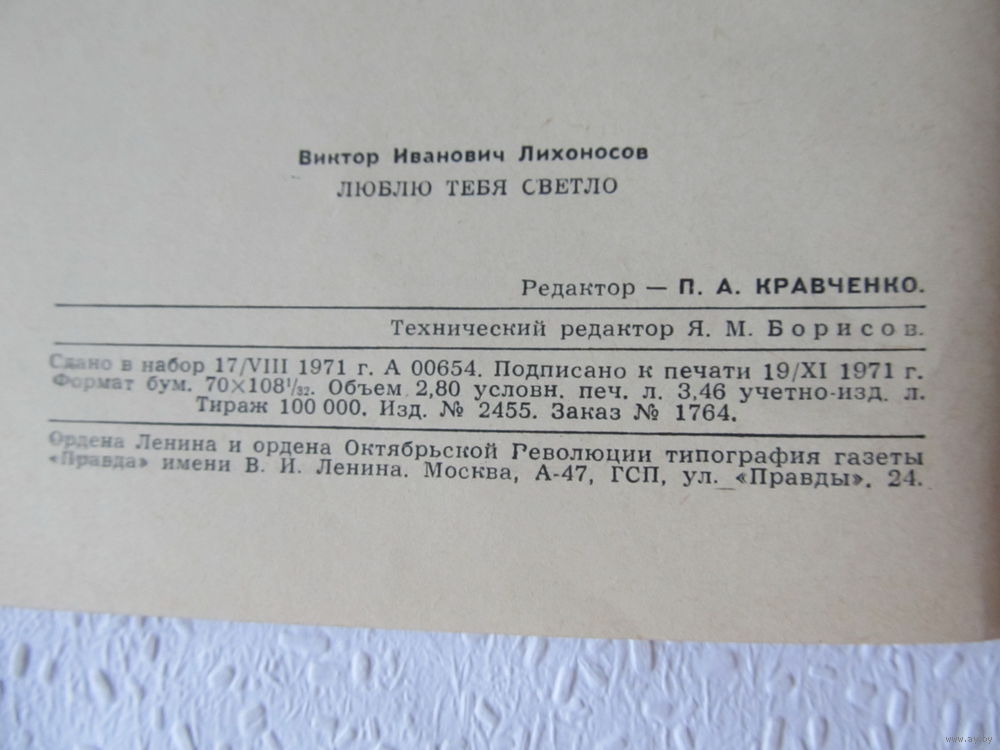 Виктор Иванович Лихоносов
ЛЮБЛЮ ТЕБЯ СВЕТЛО
Редактор — П. А. КРАВЧЕНКО.
Технический редактор Я. М. Борисов.
Сдано в набор 17/VIII 1971 г. А 00654. Подписано к печати 19/XI 1971 г.
Формат бум. 70×108¹/₃₂. Объем 2,80 условн. печ. л. 3,46 учетно-изд. л.
Тираж 100 000. Изд. № 2455. Заказ № 1764.
Ордена Ленина и ордена Октябрьской Революции типография газеты
«Правда» имени В. И. Ленина. Москва, А-47, ГСП, ул. «Правды». 24.
www.ay.by